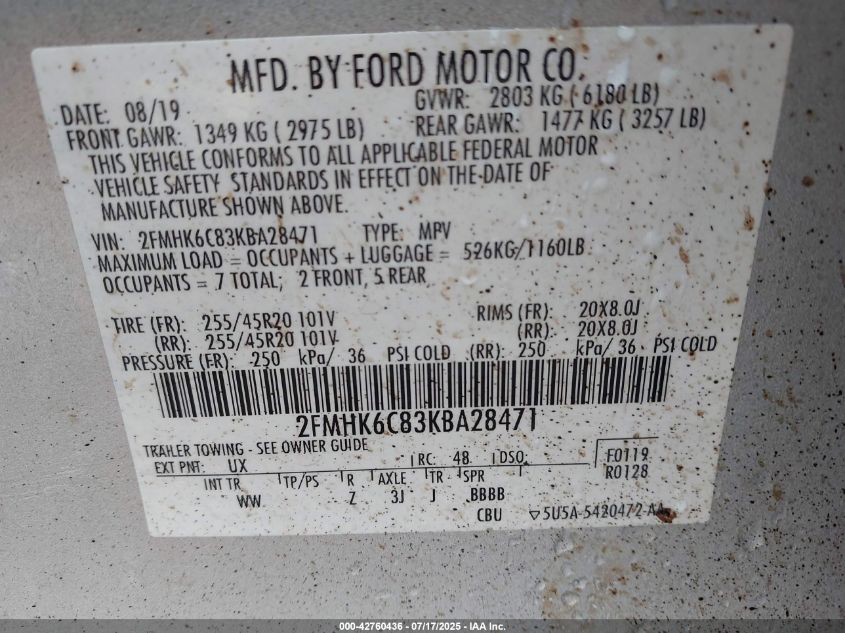 MFD. BY FORD MOTOR CO.
DATE: 08/19 GVWR: 2803 KG ( 6180 LB)
FRONT GAWR: 1349 KG ( 2975 LB) REAR GAWR: 1477 KG ( 3257 LB)
THIS VEHICLE CONFORMS TO ALL APPLICABLE FEDERAL MOTOR
VEHICLE SAFETY STANDARDS IN EFFECT ON THE DATE OF
MANUFACTURE SHOWN ABOVE.
VIN: 2FMHK6C83KBA28471 TYPE: MPV
MAXIMUM LOAD = OCCUPANTS + LUGGAGE = 526KG/1160LB
OCCUPANTS = 7 TOTAL; 2 FRONT, 5 REAR
TIRE (FR): 255/45R20 101V RIMS (FR): 20X8.0J
(RR): 255/45R20 101V (RR): 20X8.0J
PRESSURE (FR): 250 kPa/ 36 PSI COLD (RR): 250 kPa/ 36 PSI COLD
2FMHK6C83KBA28471
TRAILER TOWING - SEE OWNER GUIDE
EXT PNT: UX RC: 48 DSO: F0119
R0128
INT TR TP/PS R AXLE TR SPR
WW Z 3J J BBBB
CBU ▽5U5A-5420472-AA
000-42760436 - 07/17/2025 - IAA Inc.